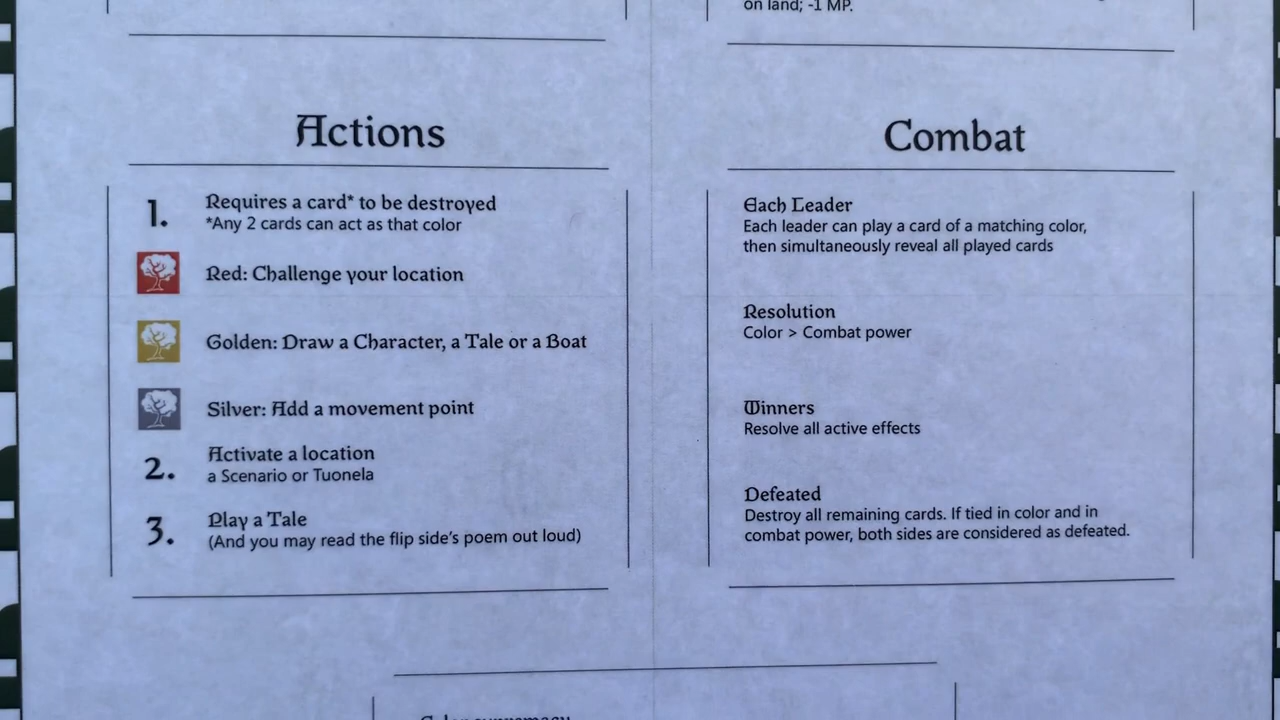 on land; -1 MP.
Actions
1. Requires a card* to be destroyed
*Any 2 cards can act as that color
Red: Challenge your location
Golden: Draw a Character, a Tale or a Boat
Silver: Add a movement point
2. Activate a location
a Scenario or Tuonela
3. Play a Tale
(And you may read the flip side's poem out loud)
Combat
Each Leader
Each leader can play a card of a matching color,
then simultaneously reveal all played cards
Resolution
Color > Combat power
Winners
Resolve all active effects
Defeated
Destroy all remaining cards. If tied in color and in
combat power, both sides are considered as defeated.